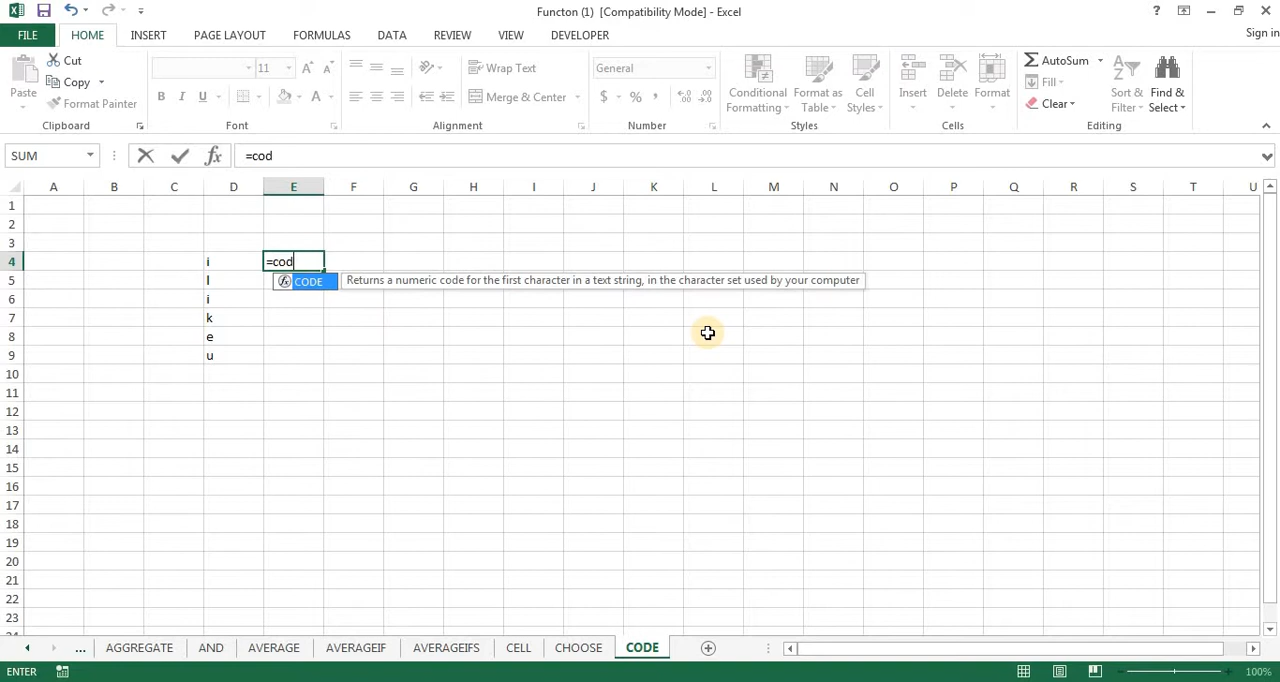 Functon (1) [Compatibility Mode] - Excel
?
FILE HOME INSERT PAGE LAYOUT FORMULAS DATA REVIEW VIEW DEVELOPER Sign in
Paste Cut Copy Format Painter
11 A A B I U A
Wrap Text
Merge & Center
General
$ % , .0 .00 .00 .0
Conditional Formatting Format as Table Cell Styles
Insert Delete Format
AutoSum Fill Clear
Sort & Filter Find & Select
Clipboard Font Alignment Number Styles Cells Editing
SUM fx =cod
A B C D E F G H I J K L M N O P Q R S T U
1
2
3
4 i =cod
5 l CODE Returns a numeric code for the first character in a text string, in the character set used by your computer
6 i
7 k
8 e
9 u
10
11
12
13
14
15
16
17
18
19
20
21
22
23
... AGGREGATE AND AVERAGE AVERAGEIF AVERAGEIFS CELL CHOOSE CODE
ENTER 100%